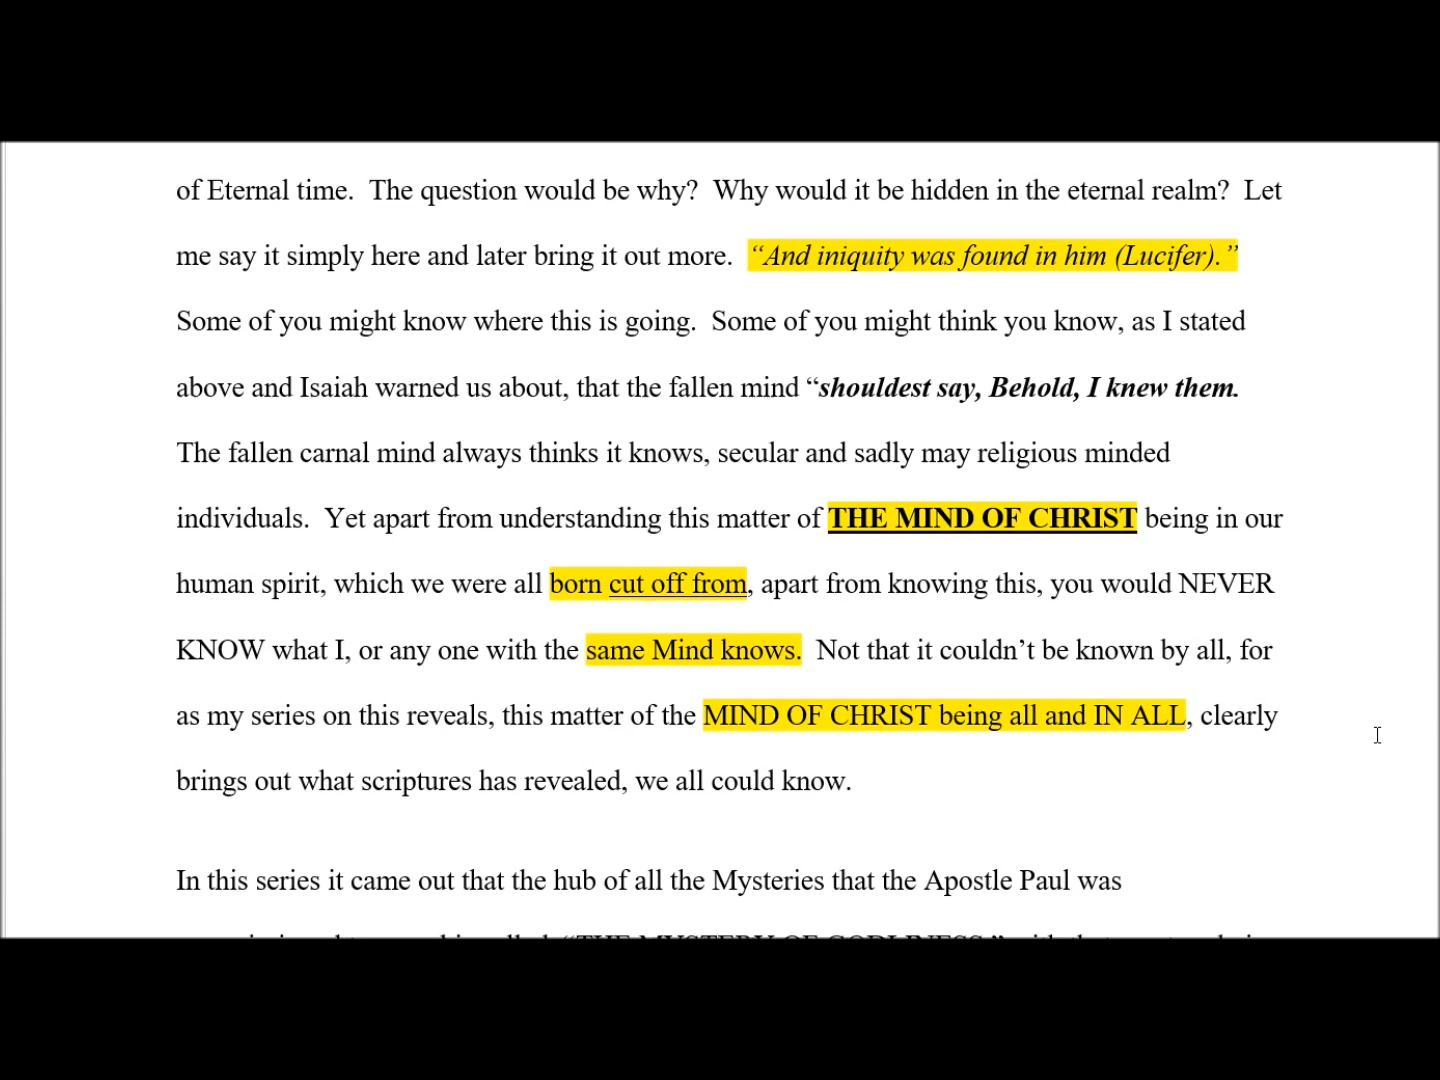 of Eternal time.  The question would be why?  Why would it be hidden in the eternal realm?  Let
me say it simply here and later bring it out more.  “And iniquity was found in him (Lucifer).”
Some of you might know where this is going.  Some of you might think you know, as I stated
above and Isaiah warned us about, that the fallen mind “shouldest say, Behold, I knew them.
The fallen carnal mind always thinks it knows, secular and sadly may religious minded
individuals.  Yet apart from understanding this matter of THE MIND OF CHRIST being in our
human spirit, which we were all born cut off from, apart from knowing this, you would NEVER
KNOW what I, or any one with the same Mind knows.  Not that it couldn’t be known by all, for
as my series on this reveals, this matter of the MIND OF CHRIST being all and IN ALL, clearly
brings out what scriptures has revealed, we all could know.
In this series it came out that the hub of all the Mysteries that the Apostle Paul was
“THE MYSTERY OF GODLINESS,”